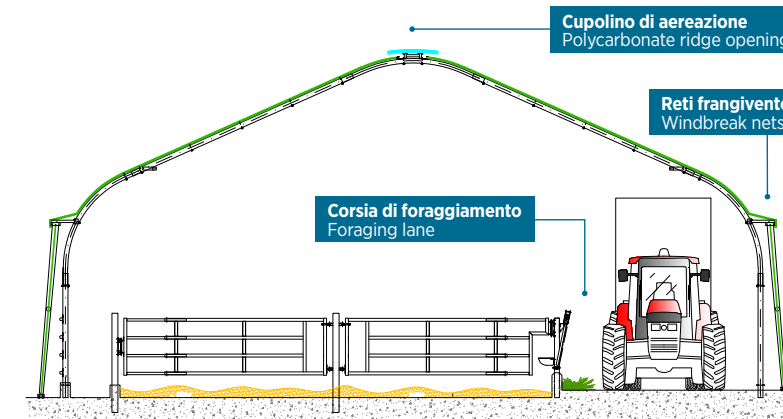 Cupolino di aereazione
Polycarbonate ridge opening
Reti frangivento
Windbreak nets
Corsia di foraggiamento
Foraging lane